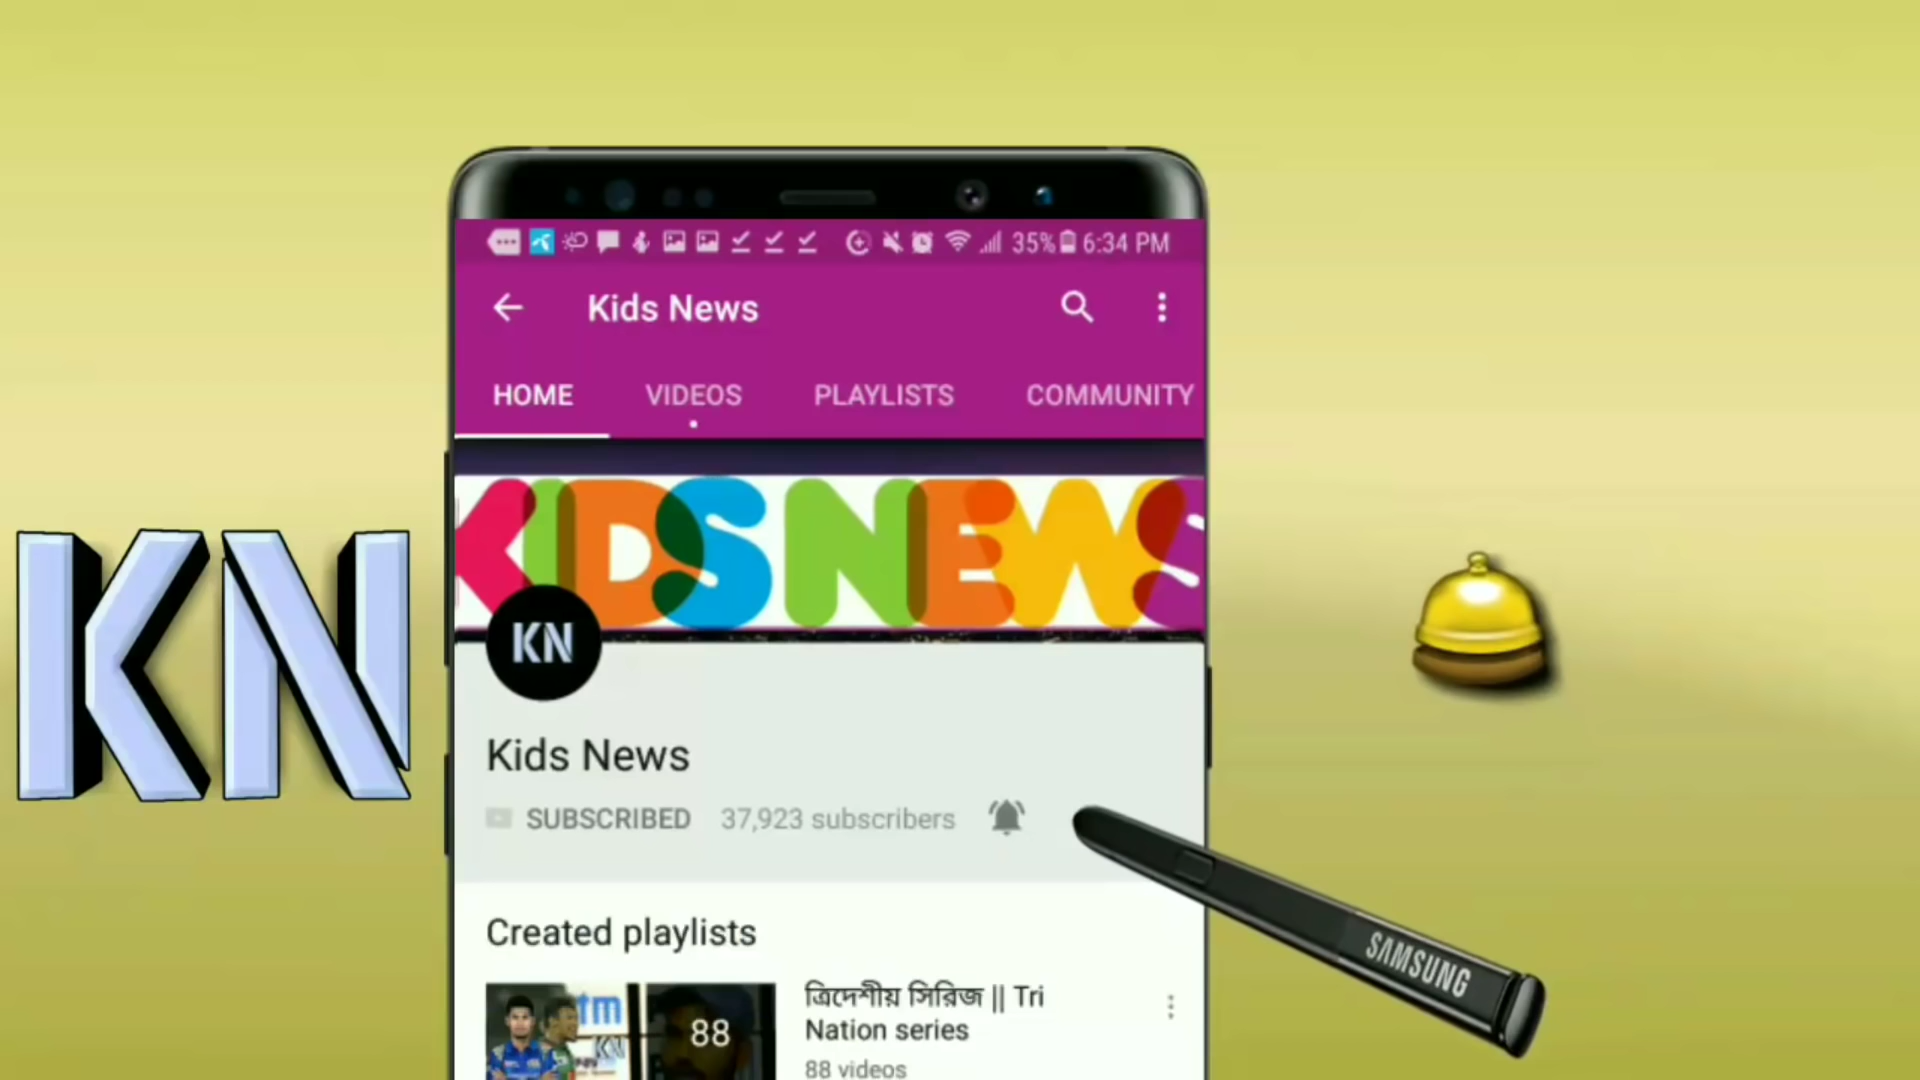 35% 6:34 PM
Kids News
HOME VIDEOS PLAYLISTS COMMUNITY
KIDS NEWS
KN
KN
Kids News
SUBSCRIBED 37,923 subscribers
Created playlists
SAMSUNG
ত্রিদেশীয় সিরিজ || Tri
Nation series
88
88 videos